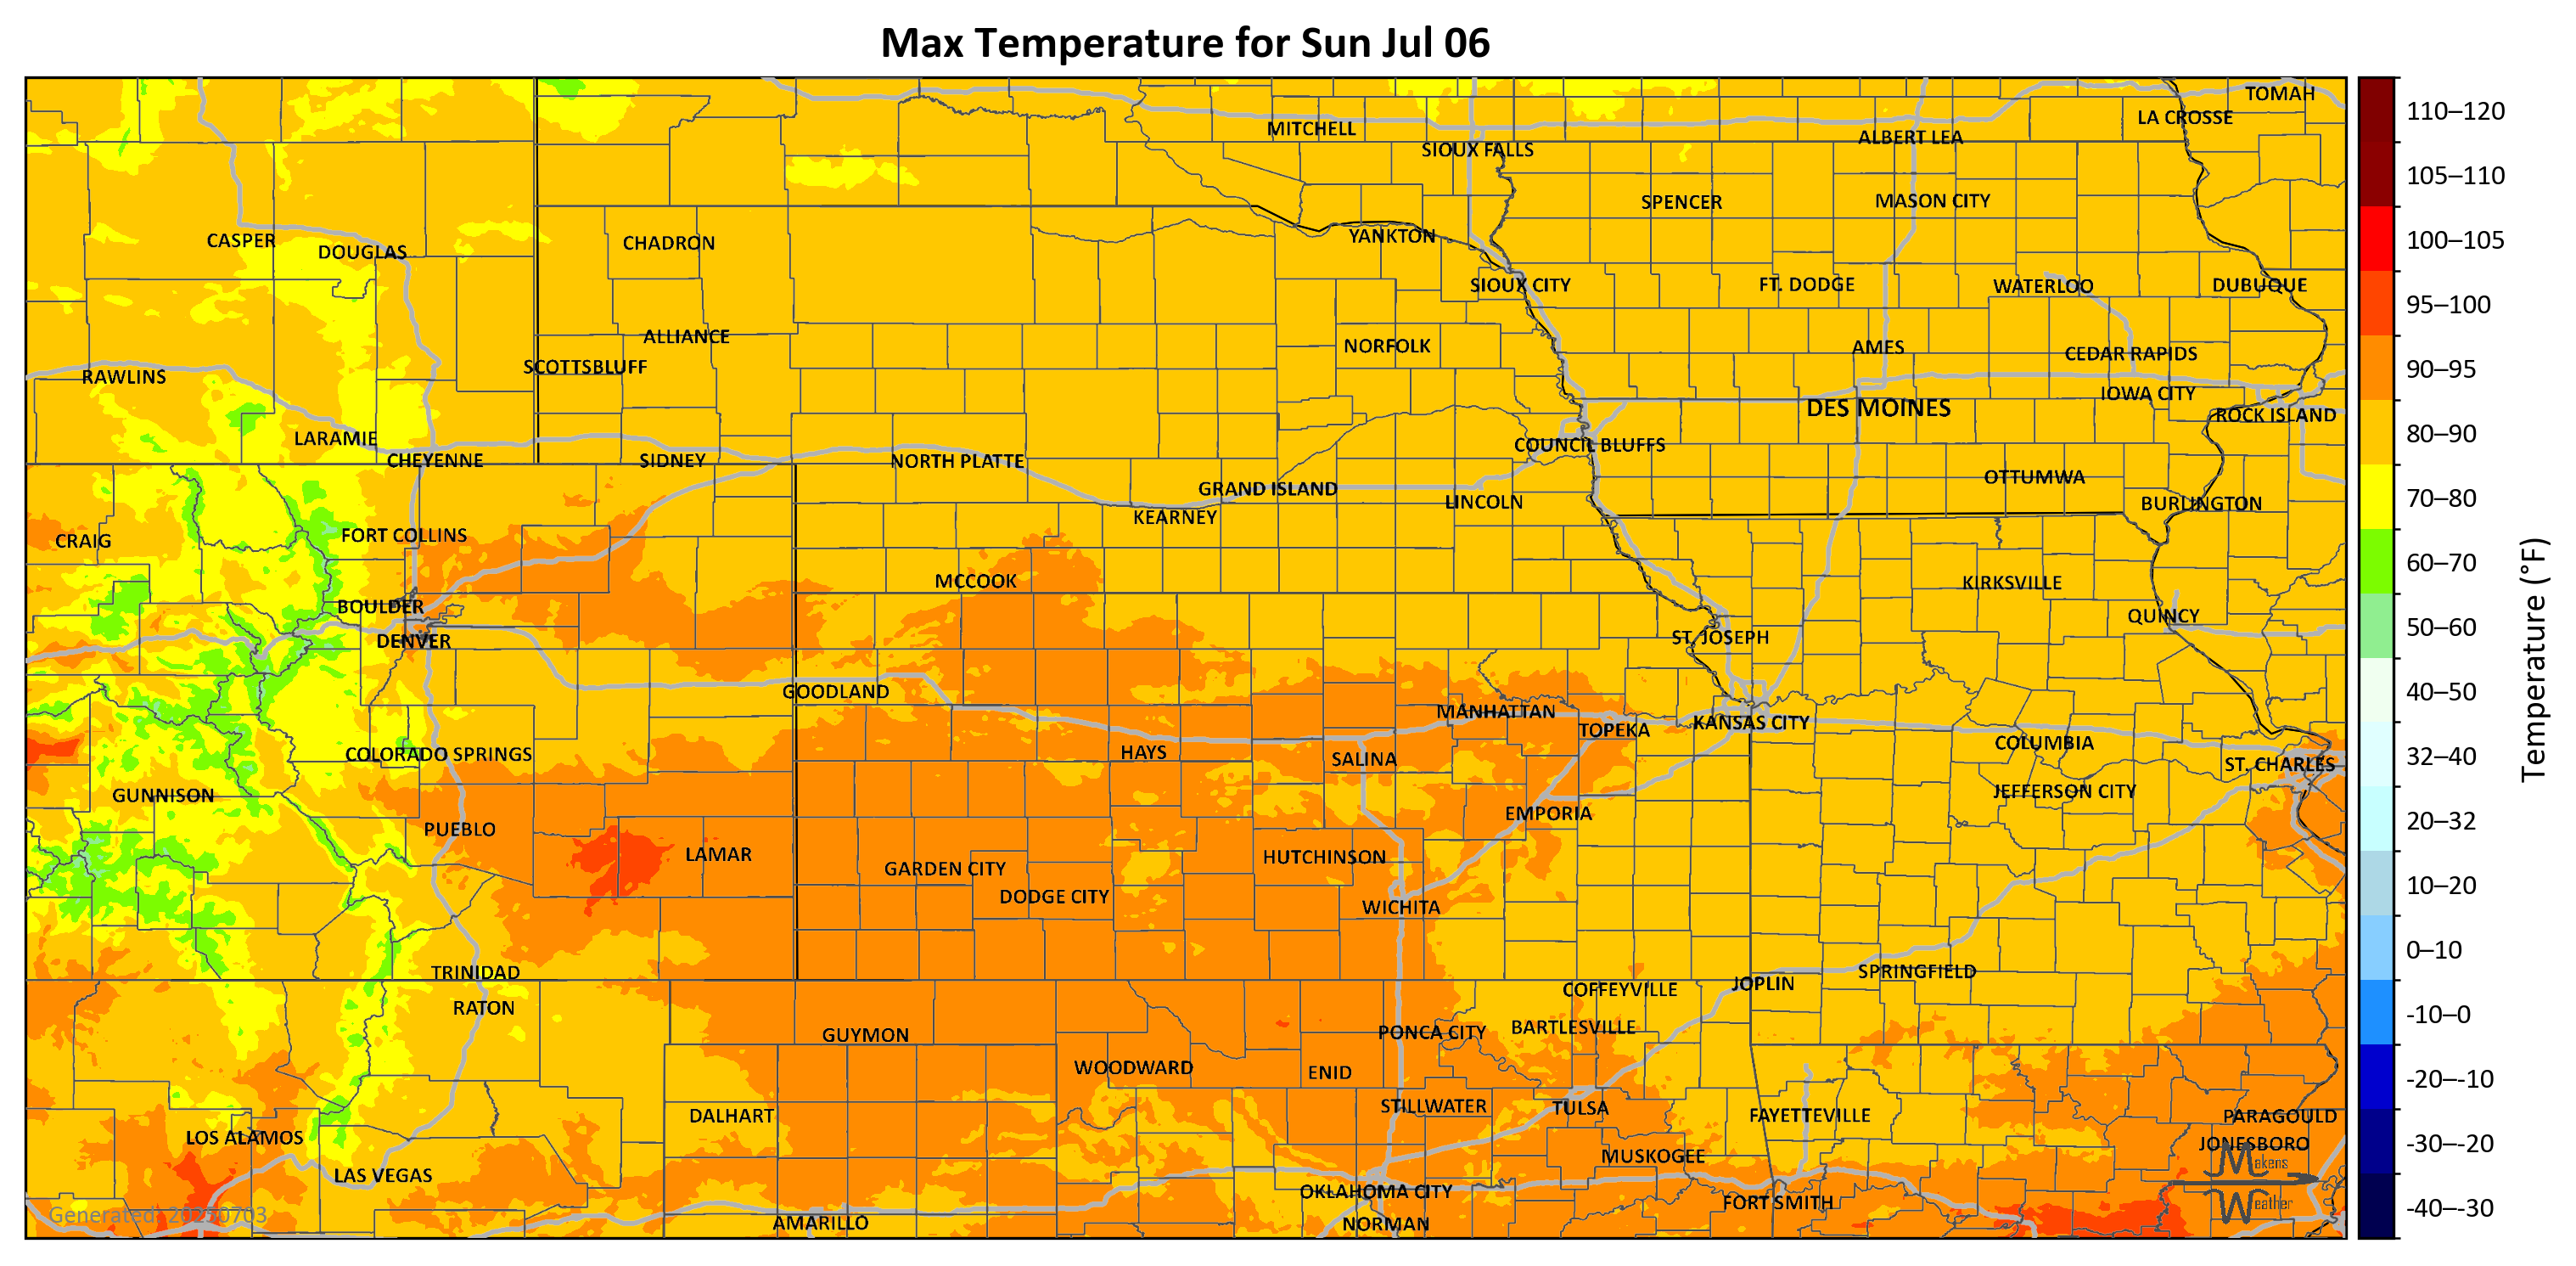 Max Temperature for Sun Jul 06
TOMAH
LA CROSSE
MITCHELL
ALBERT LEA
SIOUX FALLS
SPENCER
MASON CITY
CASPER
DOUGLAS
CHADRON
YANKTON
SIOUX CITY
FT. DODGE
WATERLOO
DUBUQUE
ALLIANCE
NORFOLK
AMES
CEDAR RAPIDS
SCOTTSBLUFF
RAWLINS
IOWA CITY
DES MOINES
ROCK ISLAND
LARAMIE
COUNCIL BLUFFS
CHEYENNE
SIDNEY
NORTH PLATTE
OTTUMWA
GRAND ISLAND
LINCOLN
BURLINGTON
KEARNEY
CRAIG
FORT COLLINS
MCCOOK
KIRKSVILLE
BOULDER
QUINCY
DENVER
ST. JOSEPH
GOODLAND
MANHATTAN
TOPEKA
KANSAS CITY
COLUMBIA
COLORADO SPRINGS
HAYS
SALINA
ST. CHARLES
GUNNISON
JEFFERSON CITY
EMPORIA
PUEBLO
LAMAR
GARDEN CITY
HUTCHINSON
DODGE CITY
WICHITA
TRINIDAD
SPRINGFIELD
JOPLIN
COFFEYVILLE
RATON
GUYMON
PONCA CITY
BARTLESVILLE
WOODWARD
ENID
DALHART
STILLWATER
TULSA
FAYETTEVILLE
PARAGOULD
LOS ALAMOS
JONESBORO
MUSKOGEE
LAS VEGAS
OKLAHOMA CITY
FORT SMITH
AMARILLO
NORMAN
Generated: 20250703
Makens
Weather
110–120
105–110
100–105
95–100
90–95
80–90
70–80
60–70
50–60
40–50
32–40
20–32
10–20
0–10
-10–0
-20–-10
-30–-20
-40–-30
Temperature (°F)